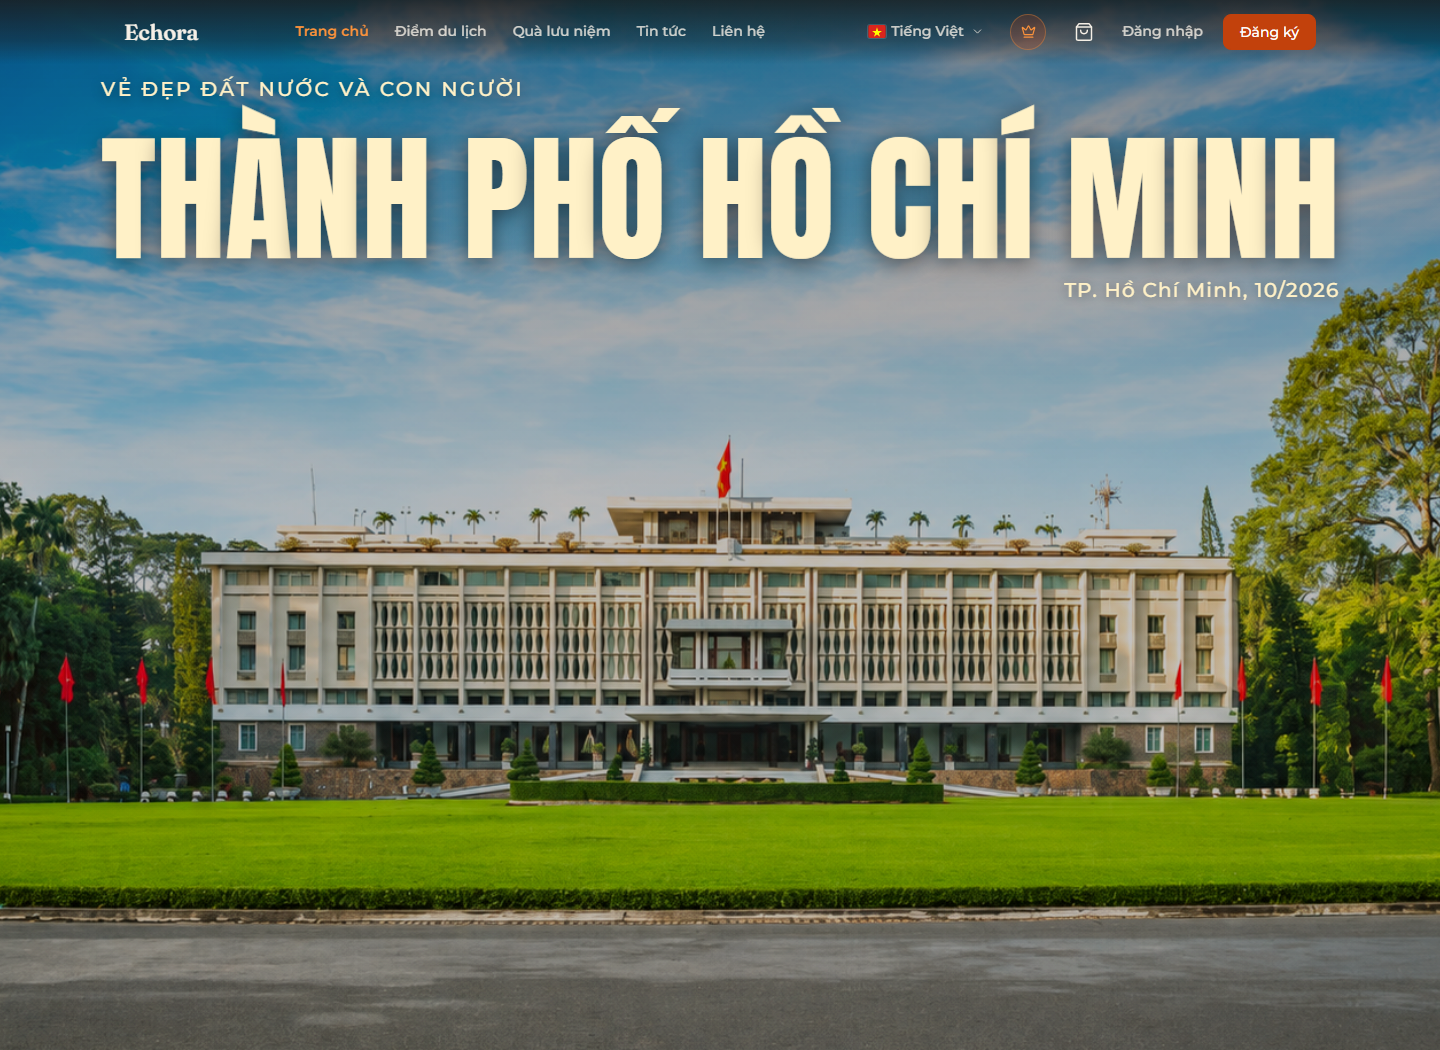 Echora
Trang chủ Điểm du lịch Quà lưu niệm Tin tức Liên hệ Tiếng Việt Đăng nhập Đăng ký
VẺ ĐẸP ĐẤT NƯỚC VÀ CON NGƯỜI
THÀNH PHỐ HỒ CHÍ MINH
TP. Hồ Chí Minh, 10/2026